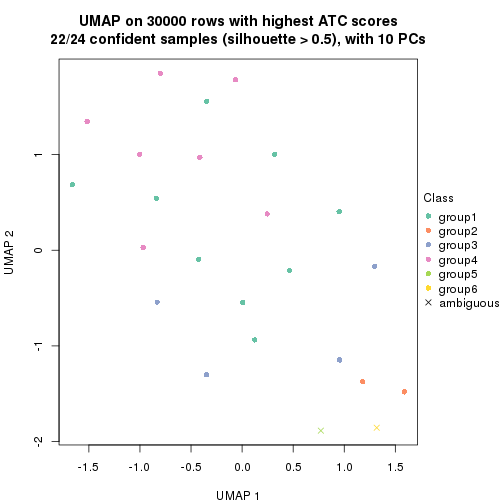 UMAP on 30000 rows with highest ATC scores
22/24 confident samples (silhouette > 0.5), with 10 PCs
UMAP 2
1
0
-1
-2
-1.5
-1.0
-0.5
0.0
0.5
1.0
1.5
UMAP 1
Class
group1
group2
group3
group4
group5
group6
ambiguous